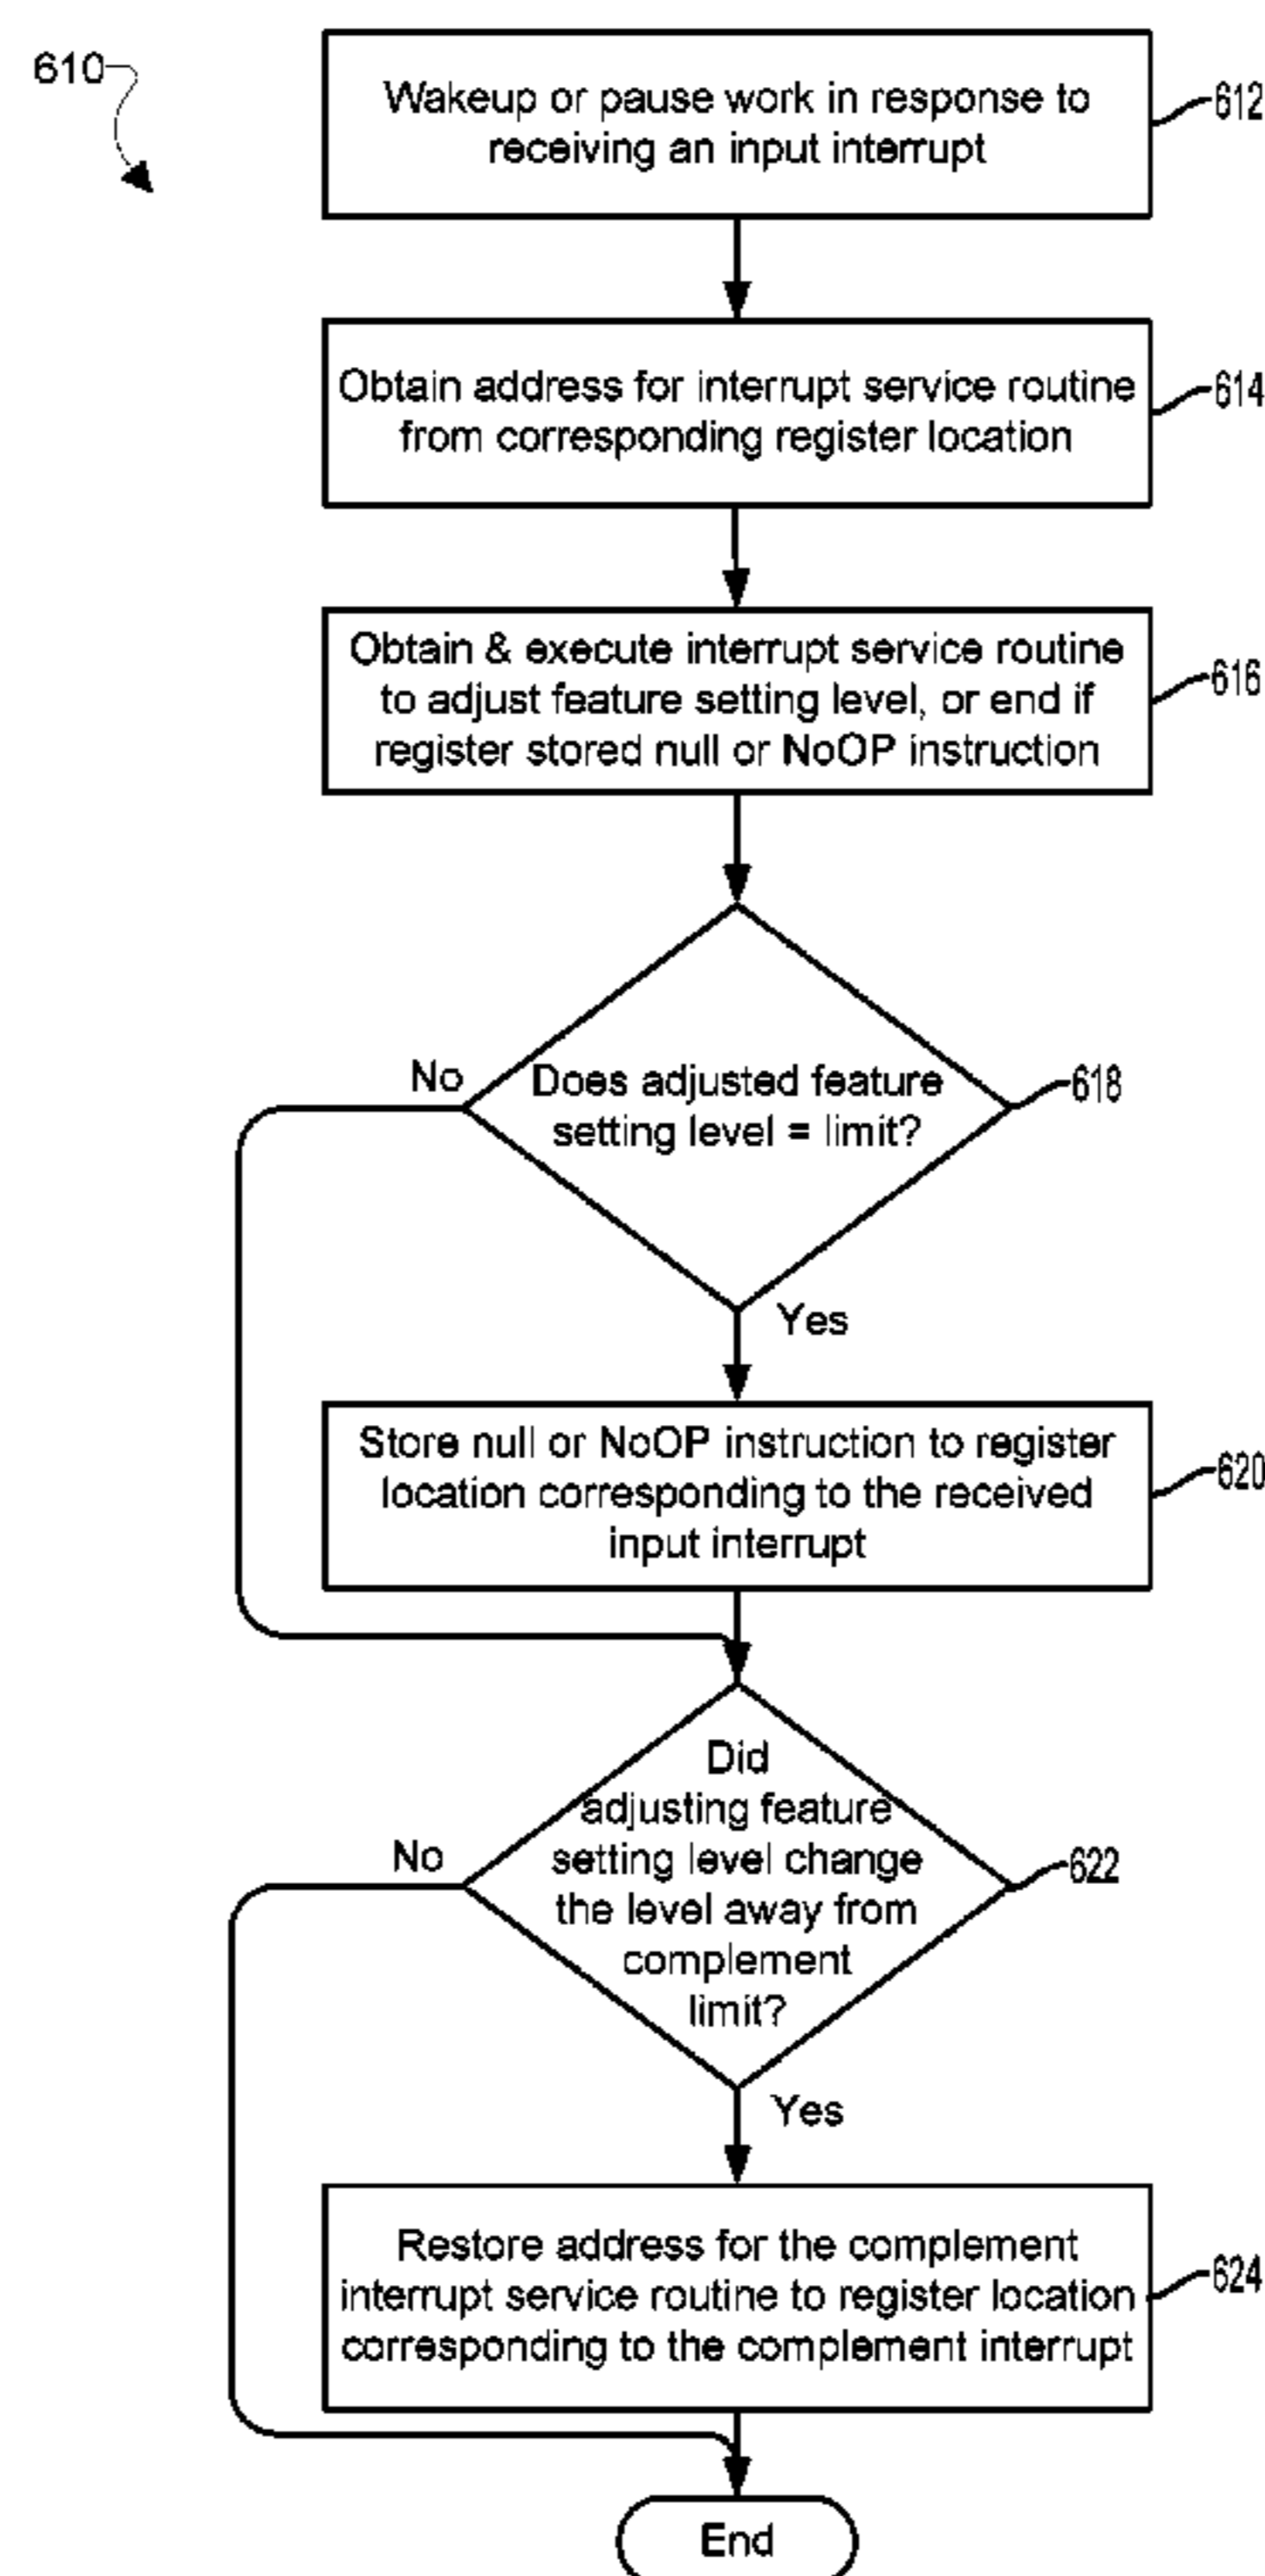 610
Wakeup or pause work in response to
receiving an input interrupt
612
Obtain address for interrupt service routine
from corresponding register location
614
Obtain & execute interrupt service routine
to adjust feature setting level, or end if
register stored null or NoOP instruction
616
Does adjusted feature
setting level = limit?
618
No
Yes
Store null or NoOP instruction to register
location corresponding to the received
input interrupt
620
Did
adjusting feature
setting level change
the level away from
complement
limit?
622
No
Yes
Restore address for the complement
interrupt service routine to register location
corresponding to the complement interrupt
624
End